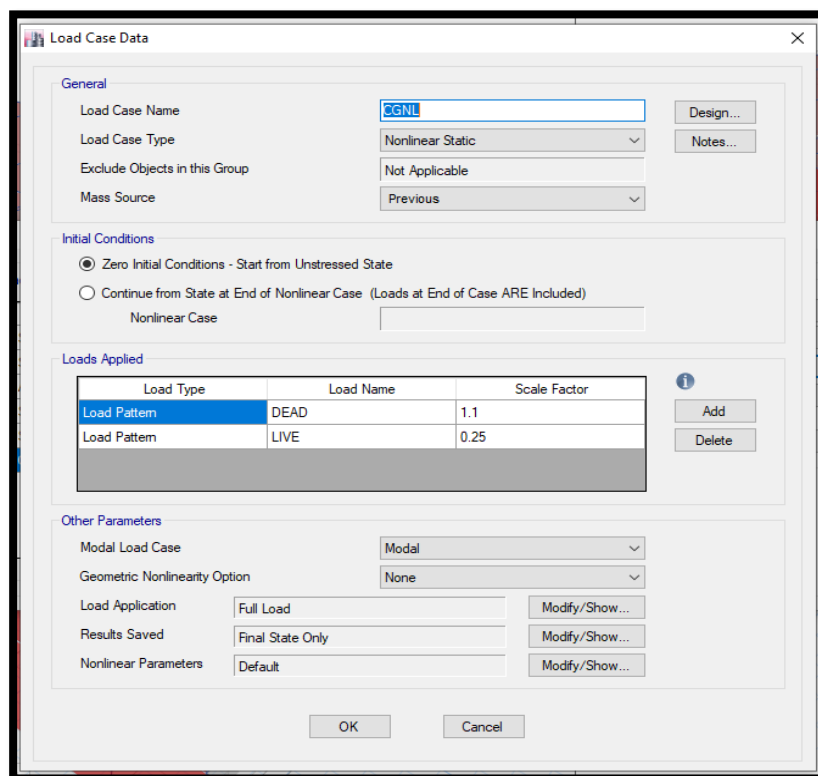 Load Case Data
General
Load Case Name CGNL Design...
Load Case Type Nonlinear Static Notes...
Exclude Objects in this Group Not Applicable
Mass Source Previous
Initial Conditions
Zero Initial Conditions - Start from Unstressed State
Continue from State at End of Nonlinear Case (Loads at End of Case ARE Included)
Nonlinear Case
Loads Applied
Load Type Load Name Scale Factor
Load Pattern DEAD 1.1 Add
Load Pattern LIVE 0.25 Delete
Other Parameters
Modal Load Case Modal
Geometric Nonlinearity Option None
Load Application Full Load Modify/Show...
Results Saved Final State Only Modify/Show...
Nonlinear Parameters Default Modify/Show...
OK Cancel